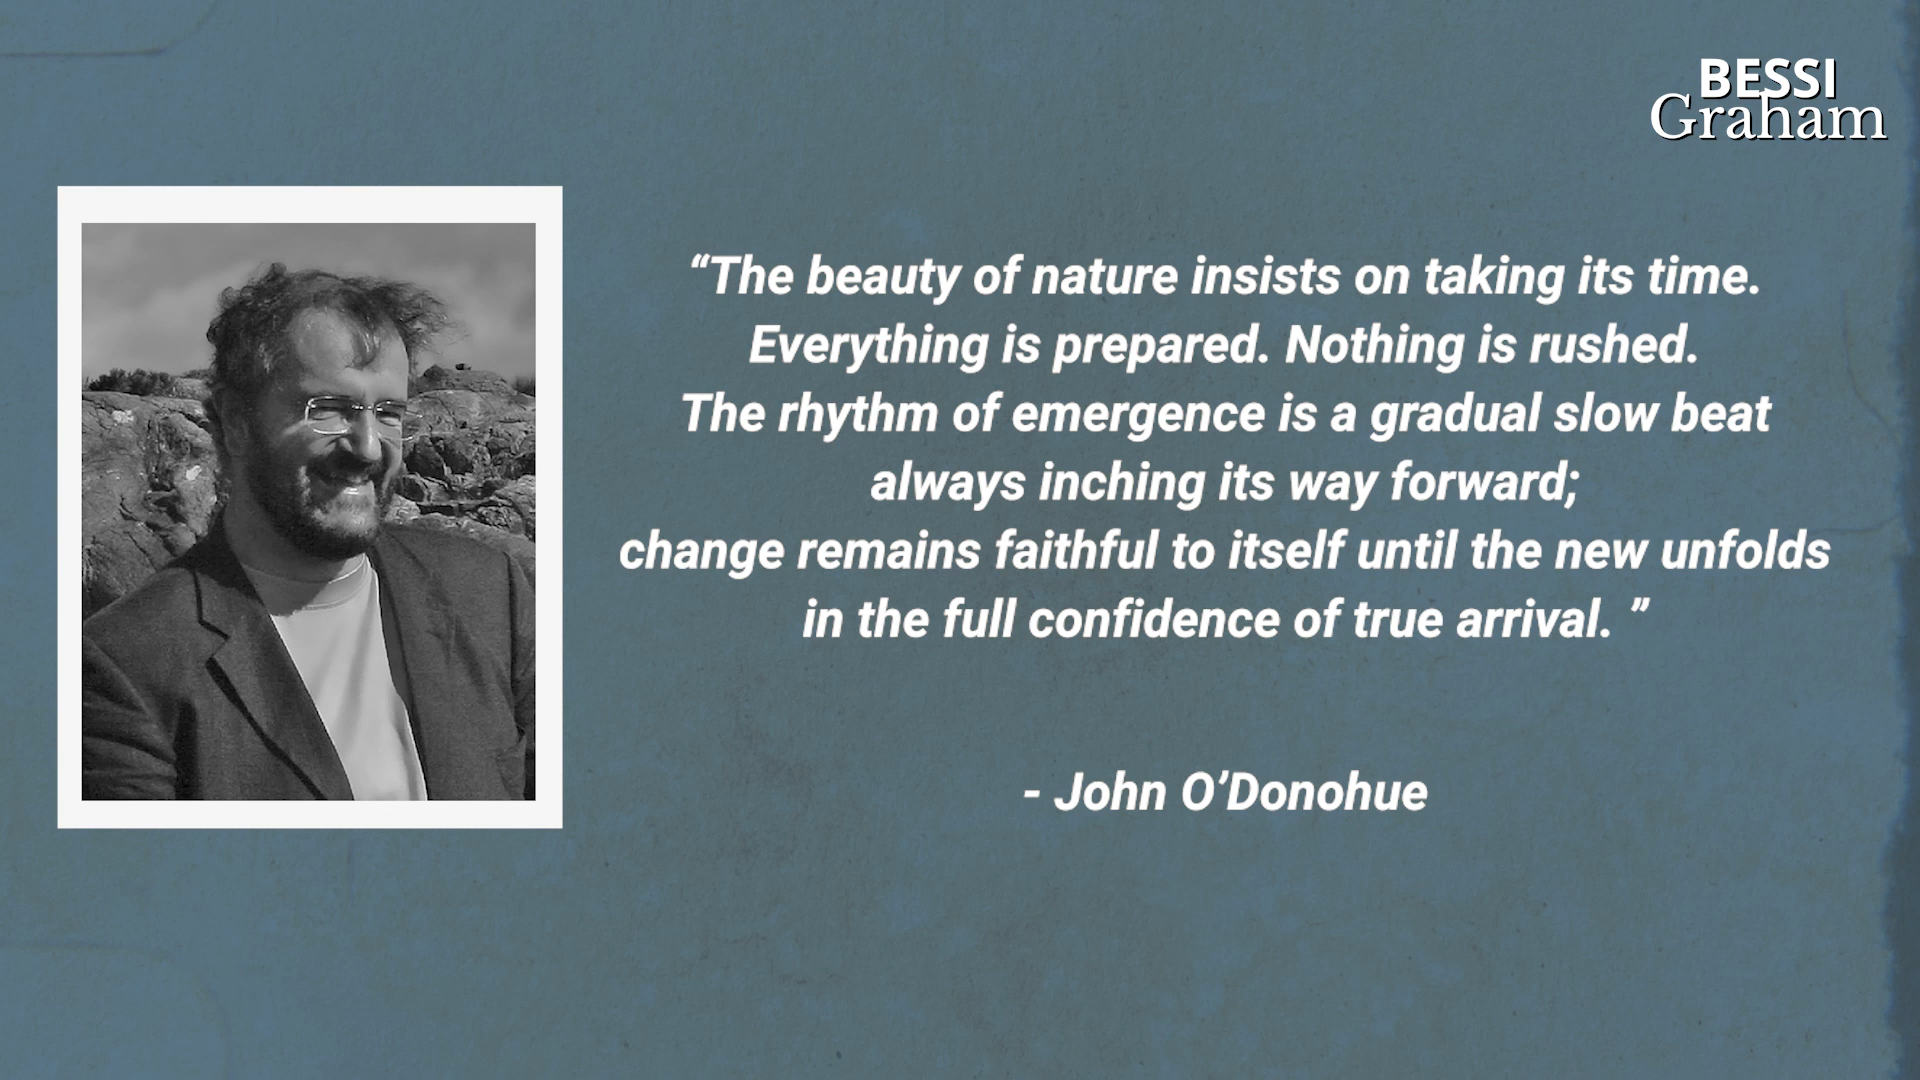 BESSI
Graham
“The beauty of nature insists on taking its time.
Everything is prepared. Nothing is rushed.
The rhythm of emergence is a gradual slow beat
always inching its way forward;
change remains faithful to itself until the new unfolds
in the full confidence of true arrival. ”
- John O’Donohue